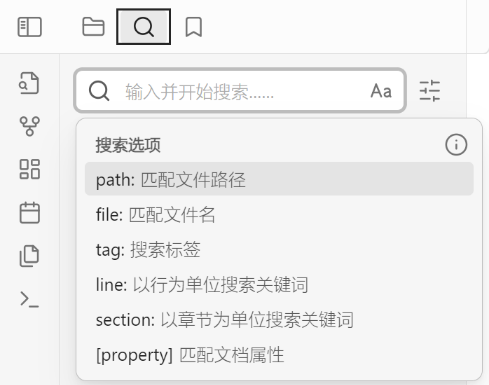 输入并开始搜索......
Aa
搜索选项
path: 匹配文件路径
file: 匹配文件名
tag: 搜索标签
line: 以行为单位搜索关键词
section: 以章节为单位搜索关键词
[property] 匹配文档属性